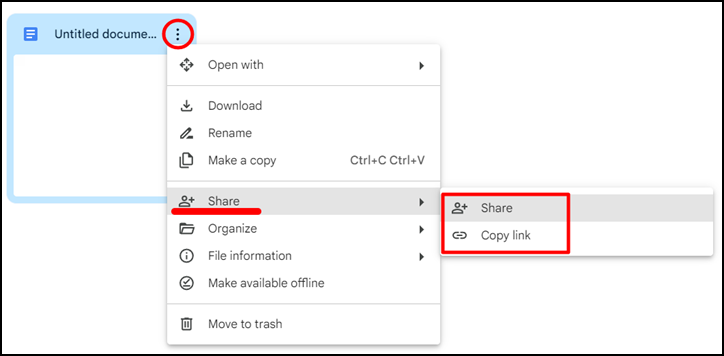 Untitled docume...
Open with
Download
Rename
Make a copy Ctrl+C Ctrl+V
Share
Share
Copy link
Organize
File information
Make available offline
Move to trash